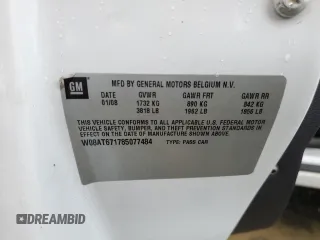 GM
MFD BY GENERAL MOTORS BELGIUM N.V.
DATE GVWR GAWR FRT GAWR RR
01/08 1732 KG 890 KG 842 KG
3818 LB 1962 LB 1856 LB
THIS VEHICLE CONFORMS TO ALL APPLICABLE U.S. FEDERAL MOTOR
VEHICLE SAFETY, BUMPER, AND THEFT PREVENTION STANDARDS
IN EFFECT ON THE DATE OF MANUFACTURE SHOWN ABOVE.
W08AT671785077484 TYPE: PASS CAR
DREAMBID